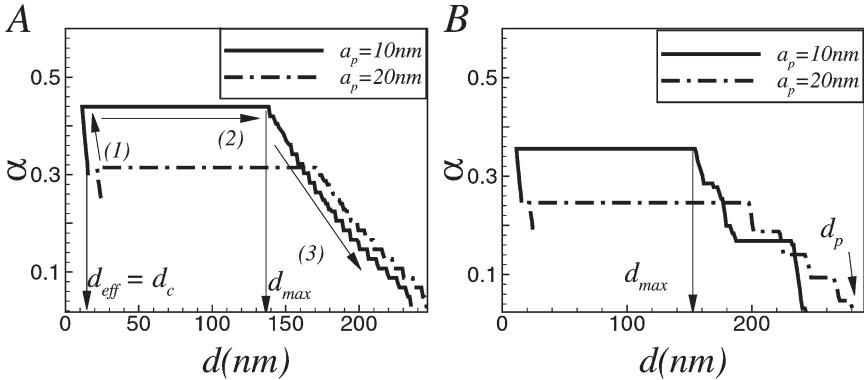 A
a_p=10nm
a_p=20nm
0.5
0.3
0.1
α
(1)
(2)
(3)
d_eff = d_c
d_max
0 50 100 150 200
d(nm)
B
a_p=10nm
a_p=20nm
0.5
0.3
0.1
α
d_max
d_p
0 100 200
d(nm)